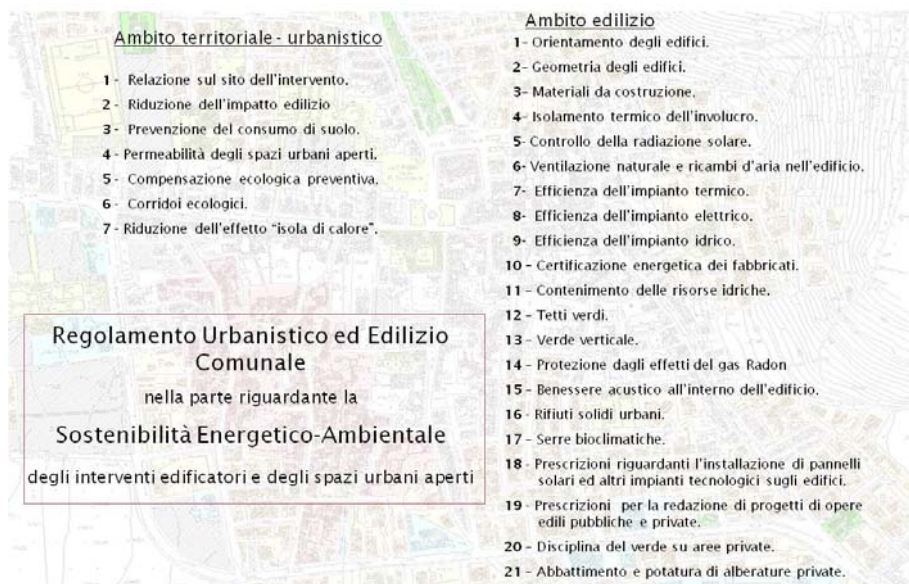 Ambito territoriale - urbanistico
1 - Relazione sul sito dell'intervento.
2 - Riduzione dell'impatto edilizio
3 - Prevenzione del consumo di suolo.
4 - Permeabilità degli spazi urbani aperti.
5 - Compensazione ecologica preventiva.
6 - Corridoi ecologici.
7 - Riduzione dell'effetto "isola di calore".
Regolamento Urbanistico ed Edilizio
Comunale
nella parte riguardante la
Sostenibilità Energetico-Ambientale
degli interventi edificatori e degli spazi urbani aperti
Ambito edilizio
1- Orientamento degli edifici.
2- Geometria degli edifici.
3- Materiali da costruzione.
4- Isolamento termico dell'involucro.
5- Controllo della radiazione solare.
6- Ventilazione naturale e ricambi d'aria nell'edificio.
7- Efficienza dell'impianto termico.
8- Efficienza dell'impianto elettrico.
9- Efficienza dell'impianto idrico.
10 - Certificazione energetica dei fabbricati.
11 - Contenimento delle risorse idriche.
12 - Tetti verdi.
13 - Verde verticale.
14 - Protezione dagli effetti del gas Radon
15 - Benessere acustico all'interno dell'edificio.
16 - Rifiuti solidi urbani.
17 - Serre bioclimatiche.
18 - Prescrizioni riguardanti l'installazione di pannelli
solari ed altri impianti tecnologici sugli edifici.
19 - Prescrizioni per la redazione di progetti di opere
edili pubbliche e private.
20 - Disciplina del verde su aree private.
21 - Abbattimento e potatura di alberature private.